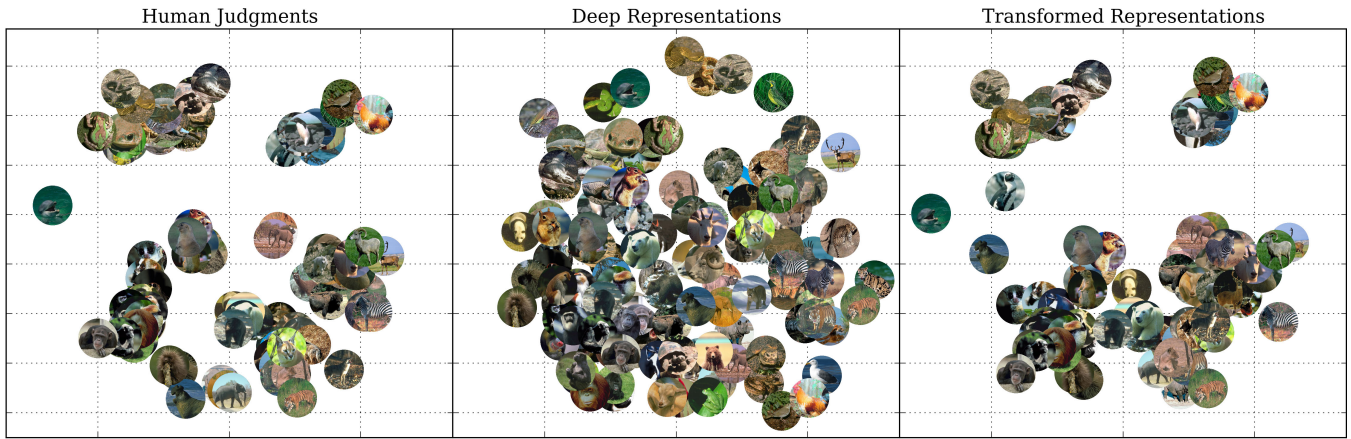 Human Judgments
Deep Representations
Transformed Representations